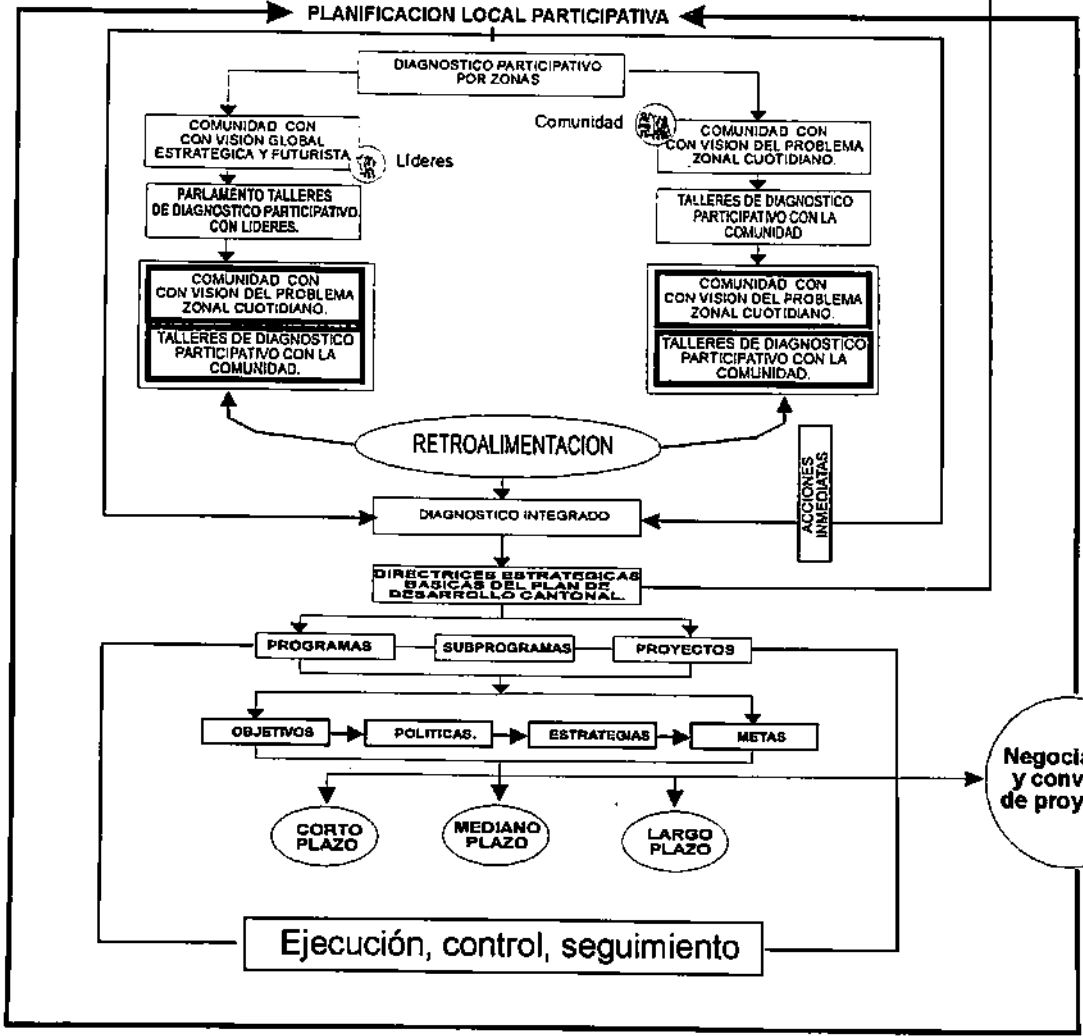 PLANIFICACION LOCAL PARTICIPATIVA
DIAGNOSTICO PARTICIPATIVO
POR ZONAS
COMUNIDAD CON
CON VISION GLOBAL
ESTRATEGICA Y FUTURISTA
Líderes
Comunidad
COMUNIDAD CON
CON VISION DEL PROBLEMA
ZONAL CUOTIDIANO.
PARLAMENTO TALLERES
DE DIAGNOSTICO PARTICIPATIVO
CON LIDERES.
TALLERES DE DIAGNOSTICO
PARTICIPATIVO CON LA
COMUNIDAD
COMUNIDAD CON
CON VISION DEL PROBLEMA
ZONAL CUOTIDIANO.
TALLERES DE DIAGNOSTICO
PARTICIPATIVO CON LA
COMUNIDAD.
COMUNIDAD CON
CON VISION DEL PROBLEMA
ZONAL CUOTIDIANO.
TALLERES DE DIAGNOSTICO
PARTICIPATIVO CON LA
COMUNIDAD.
RETROALIMENTACION
ACCIONES
INMEDIATAS
DIAGNOSTICO INTEGRADO
DIRECTRICES ESTRATEGICAS
BASICAS DEL PLAN DE
DESARROLLO CANTONAL.
PROGRAMAS
SUBPROGRAMAS
PROYECTOS
OBJETIVOS
POLITICAS.
ESTRATEGIAS
METAS
Negocia
y conv
de proy
CORTO
PLAZO
MEDIANO
PLAZO
LARGO
PLAZO
Ejecución, control, seguimiento